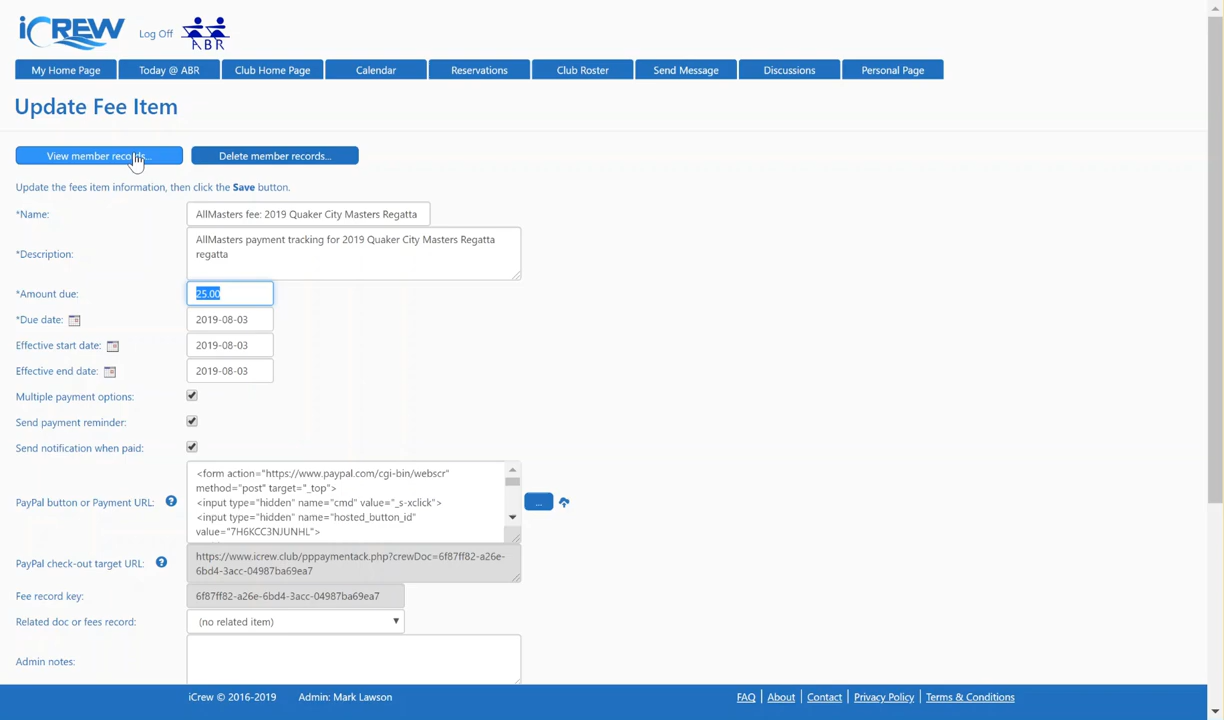 iCREW
Log Off
ABR
My Home Page
Today @ ABR
Club Home Page
Calendar
Reservations
Club Roster
Send Message
Discussions
Personal Page
Update Fee Item
View member records...
Delete member records...
Update the fees item information, then click the Save button.
*Name:
AllMasters fee: 2019 Quaker City Masters Regatta
*Description:
AllMasters payment tracking for 2019 Quaker City Masters Regatta
regatta
*Amount due:
25.00
*Due date:
2019-08-03
Effective start date:
2019-08-03
Effective end date:
2019-08-03
Multiple payment options:
Send payment reminder:
Send notification when paid:
PayPal button or Payment URL:
<form action="https://www.paypal.com/cgi-bin/webscr"
method="post" target="_top">
<input type="hidden" name="cmd" value="_s-xclick">
<input type="hidden" name="hosted_button_id"
value="7H6KCC3NJUNHL">
...
PayPal check-out target URL:
https://www.icrew.club/pppaymentack.php?crewDoc=6f87ff82-a26e-
6bd4-3acc-04987ba69ea7
Fee record key:
6f87ff82-a26e-6bd4-3acc-04987ba69ea7
Related doc or fees record:
(no related item)
Admin notes:
iCrew © 2016-2019
Admin: Mark Lawson
FAQ | About | Contact | Privacy Policy | Terms & Conditions